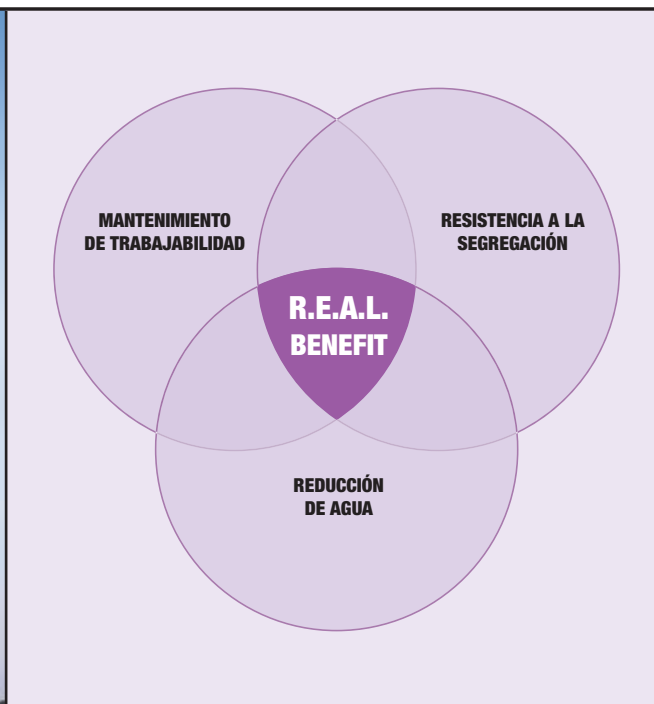 MANTENIMIENTO
DE TRABAJABILIDAD
RESISTENCIA A LA
SEGREGACIÓN
R.E.A.L.
BENEFIT
REDUCCIÓN
DE AGUA